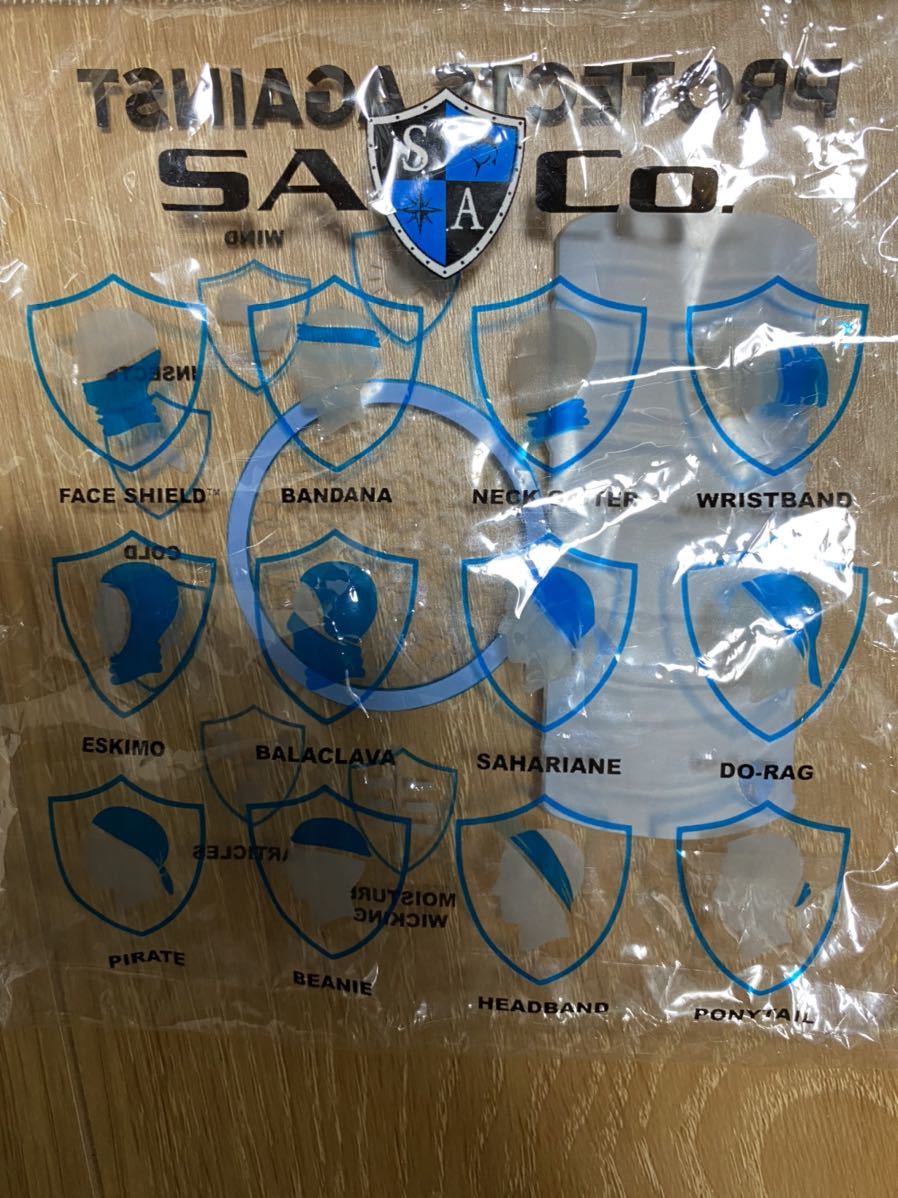 PROTECTS AGAINST
SA Co.
S
A
WIND
INSECTS
FACE SHIELD™ BANDANA NECK GAITER WRISTBAND
COLD
ESKIMO BALACLAVA SAHARIANE DO-RAG
MOISTURE
WICKING
PIRATE BEANIE HEADBAND PONYTAIL